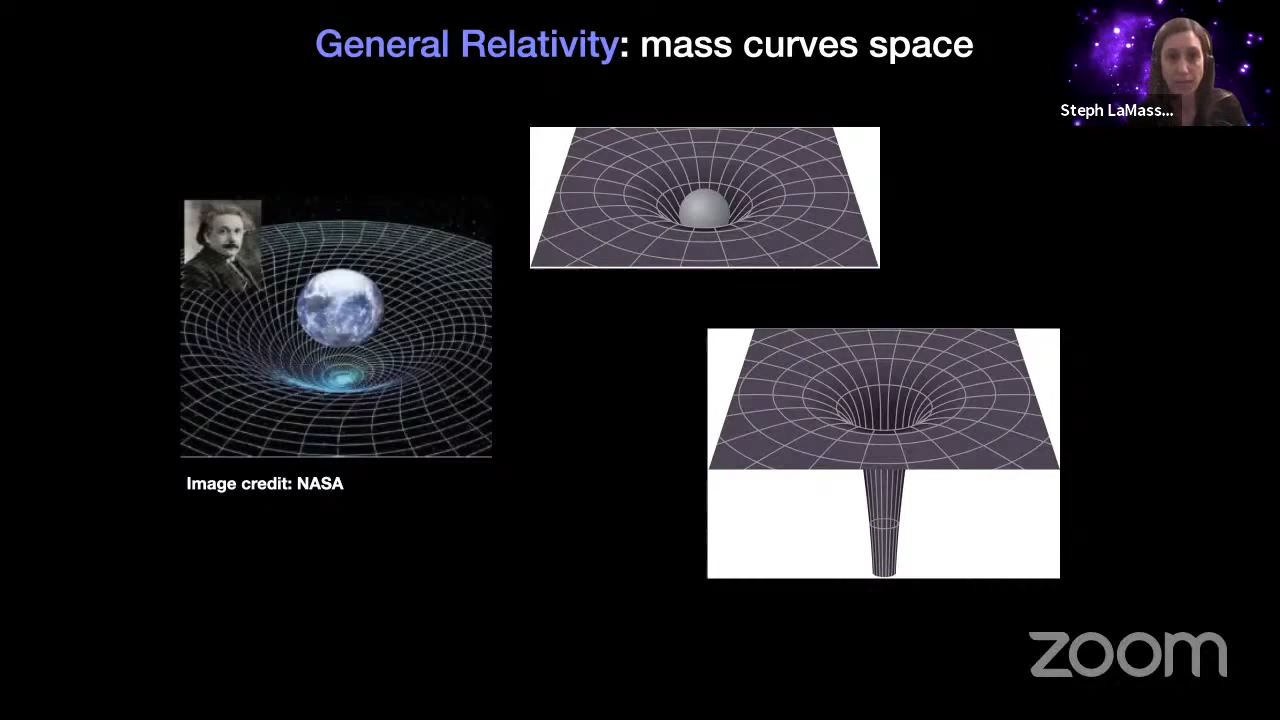 General Relativity: mass curves space
Steph LaMass...
Image credit: NASA
zoom